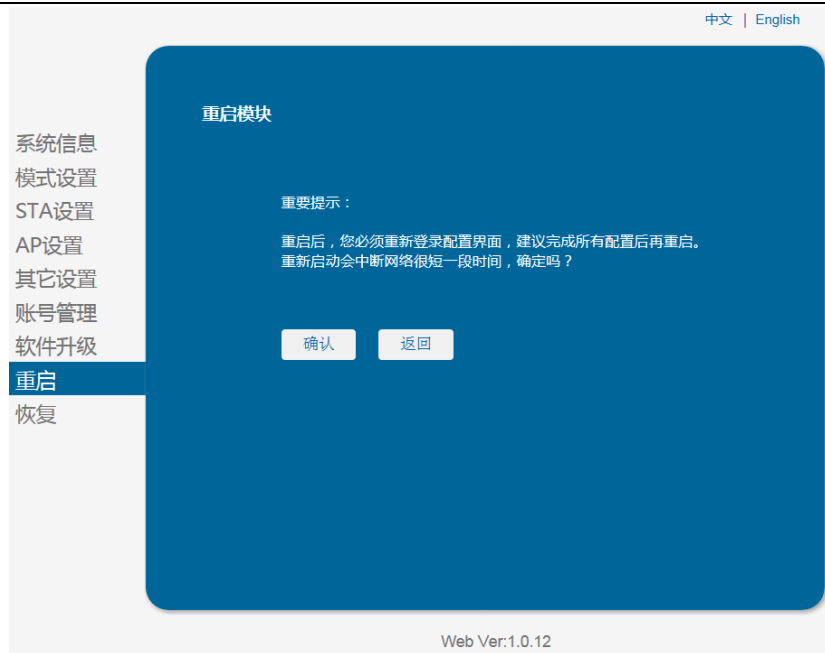 中文 | English
重启模块
系统信息
模式设置
STA设置
AP设置
其它设置
账号管理
软件升级
重启
恢复
重要提示：
重启后，您必须重新登录配置界面，建议完成所有配置后再重启。
重新启动会中断网络很短一段时间，确定吗？
确认 返回
Web Ver:1.0.12